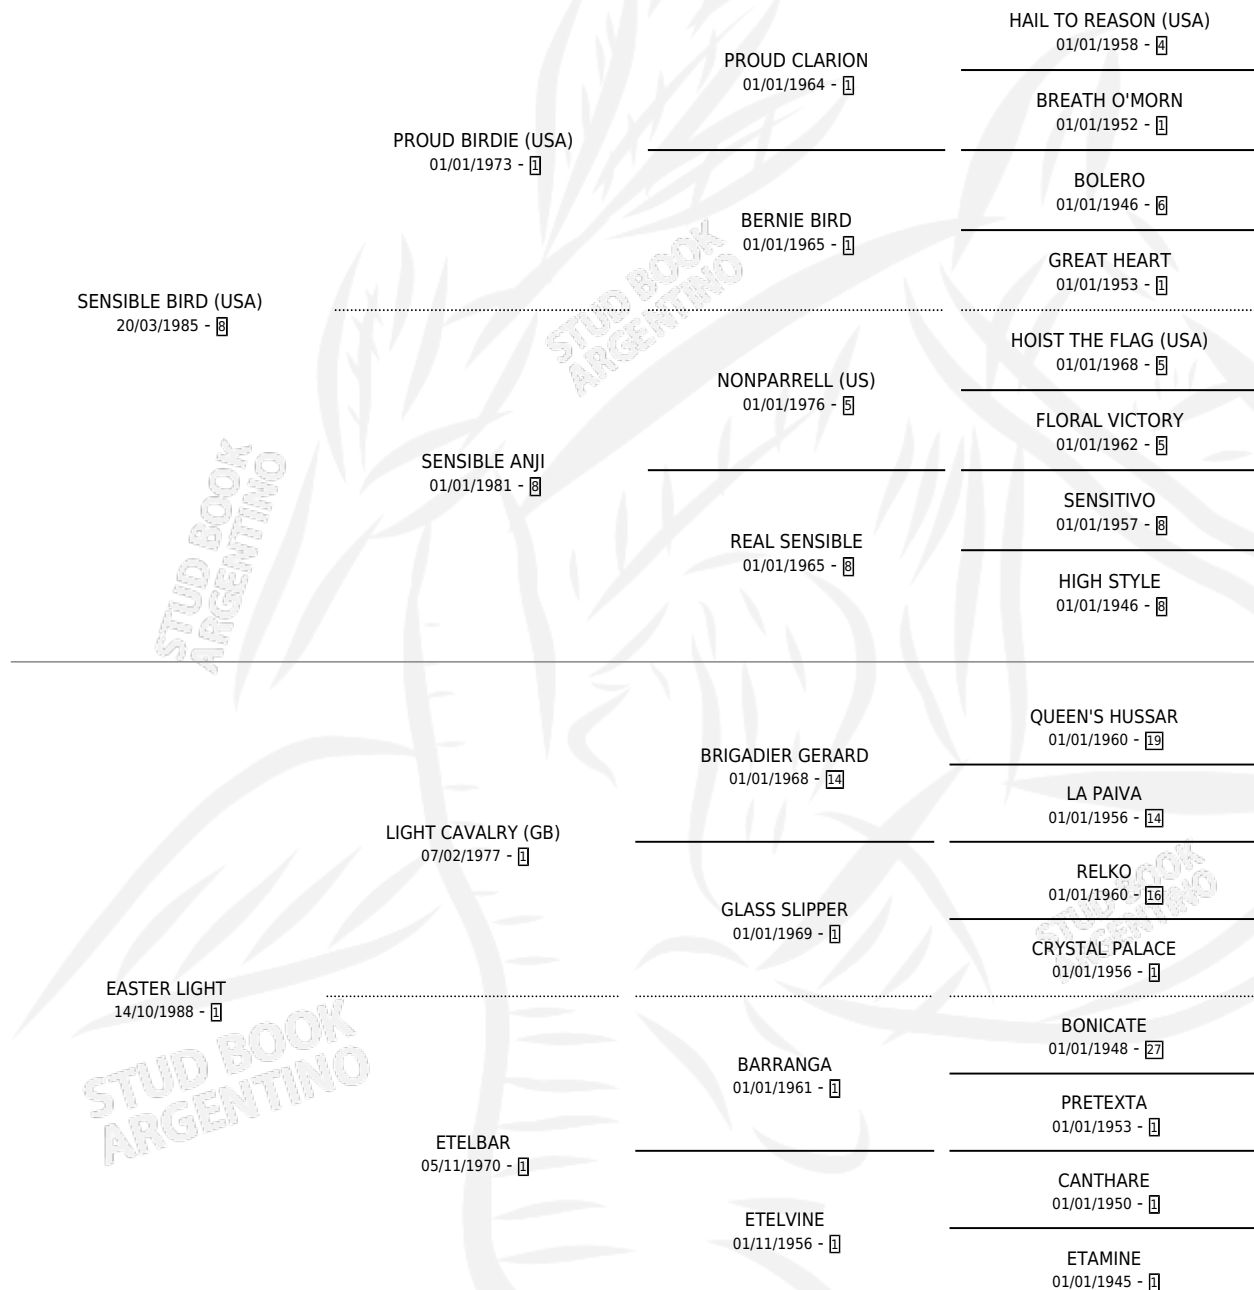 SENSIBLE BIRD (USA)
20/03/1985 - 8
PROUD BIRDIE (USA)
01/01/1973 - 1
PROUD CLARION
01/01/1964 - 1
HAIL TO REASON (USA)
01/01/1958 - 4
BREATH O'MORN
01/01/1952 - 1
BERNIE BIRD
01/01/1965 - 1
BOLERO
01/01/1946 - 6
GREAT HEART
01/01/1953 - 1
SENSIBLE ANJI
01/01/1981 - 8
NONPARRELL (US)
01/01/1976 - 5
HOIST THE FLAG (USA)
01/01/1968 - 5
FLORAL VICTORY
01/01/1962 - 5
REAL SENSIBLE
01/01/1965 - 8
SENSITIVO
01/01/1957 - 8
HIGH STYLE
01/01/1946 - 8
EASTER LIGHT
14/10/1988 - 1
LIGHT CAVALRY (GB)
07/02/1977 - 1
BRIGADIER GERARD
01/01/1968 - 14
QUEEN'S HUSSAR
01/01/1960 - 19
LA PAIVA
01/01/1956 - 14
GLASS SLIPPER
01/01/1969 - 1
RELKO
01/01/1960 - 16
CRYSTAL PALACE
01/01/1956 - 1
ETELBAR
05/11/1970 - 1
BARRANGA
01/01/1961 - 1
BONICATE
01/01/1948 - 27
PRETEXTA
01/01/1953 - 1
ETELVINE
01/11/1956 - 1
CANTHARE
01/01/1950 - 1
ETAMINE
01/01/1945 - 1
STUD BOOK
ARGENTINO
STUD BOOK
ARGENTINO
STUD BOOK
ARGENTINO
STUD BOOK
ARGENTINO